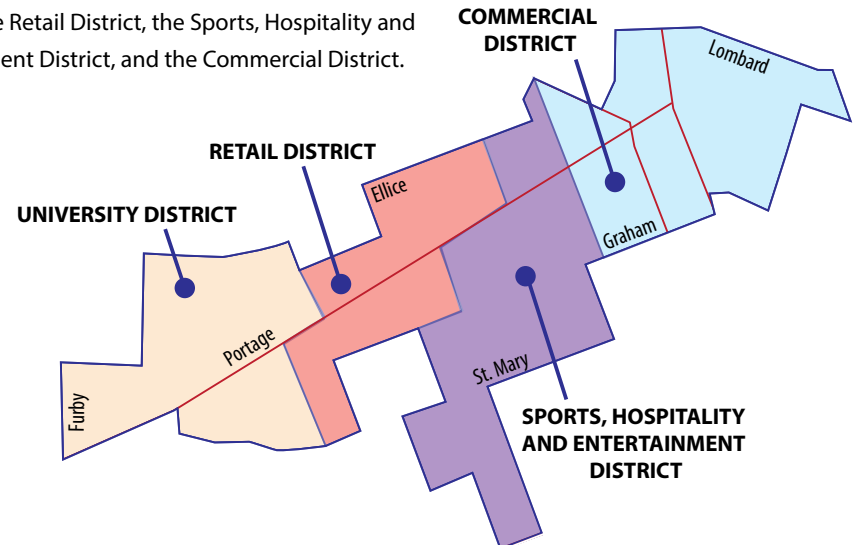 e Retail District, the Sports, Hospitality and
ent District, and the Commercial District.
COMMERCIAL
DISTRICT
Lombard
RETAIL DISTRICT
Ellice
UNIVERSITY DISTRICT
Graham
Portage
St. Mary
Furby
SPORTS, HOSPITALITY
AND ENTERTAINMENT
DISTRICT